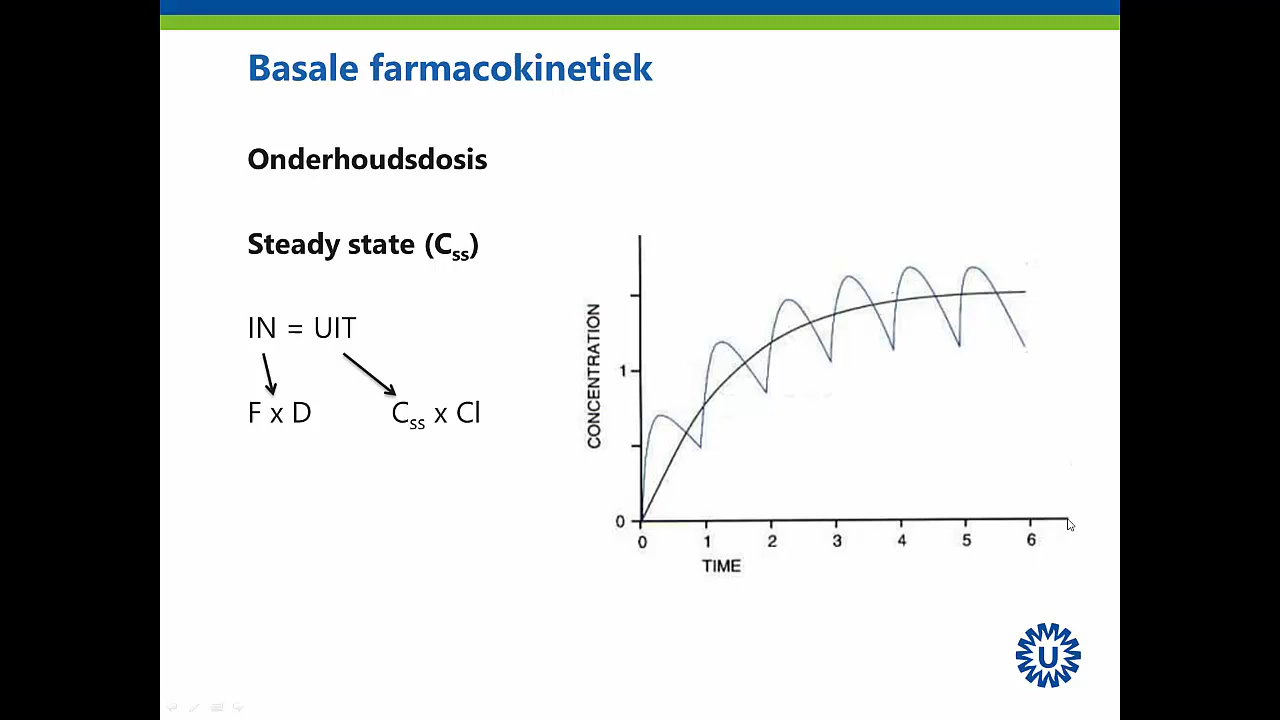 Basale farmacokinetiek
Onderhoudsdosis
Steady state (Css)
IN = UIT
F x D
Css x Cl
CONCENTRATION
1
0
0 1 2 3 4 5 6
TIME
U